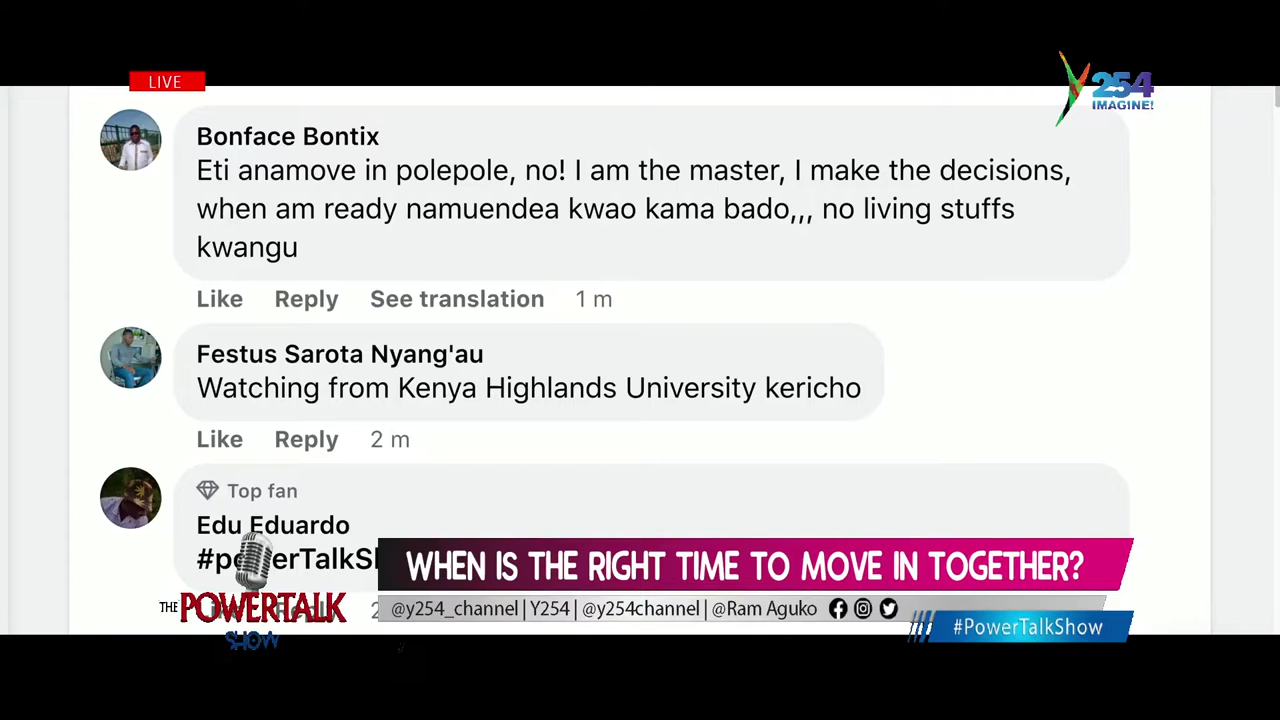 LIVE
254
IMAGINE!
Bonface Bontix
Eti anamove in polepole, no! I am the master, I make the decisions,
when am ready namuendea kwao kama bado,,, no living stuffs
kwangu
Like Reply See translation 1 m
Festus Sarota Nyang'au
Watching from Kenya Highlands University kericho
Like Reply 2 m
Top fan
Edu Eduardo
WHEN IS THE RIGHT TIME TO MOVE IN TOGETHER?
THE POWERTALK
SHOW
@y254_channel | Y254 | @y254channel | @Ram Aguko
#PowerTalkShow